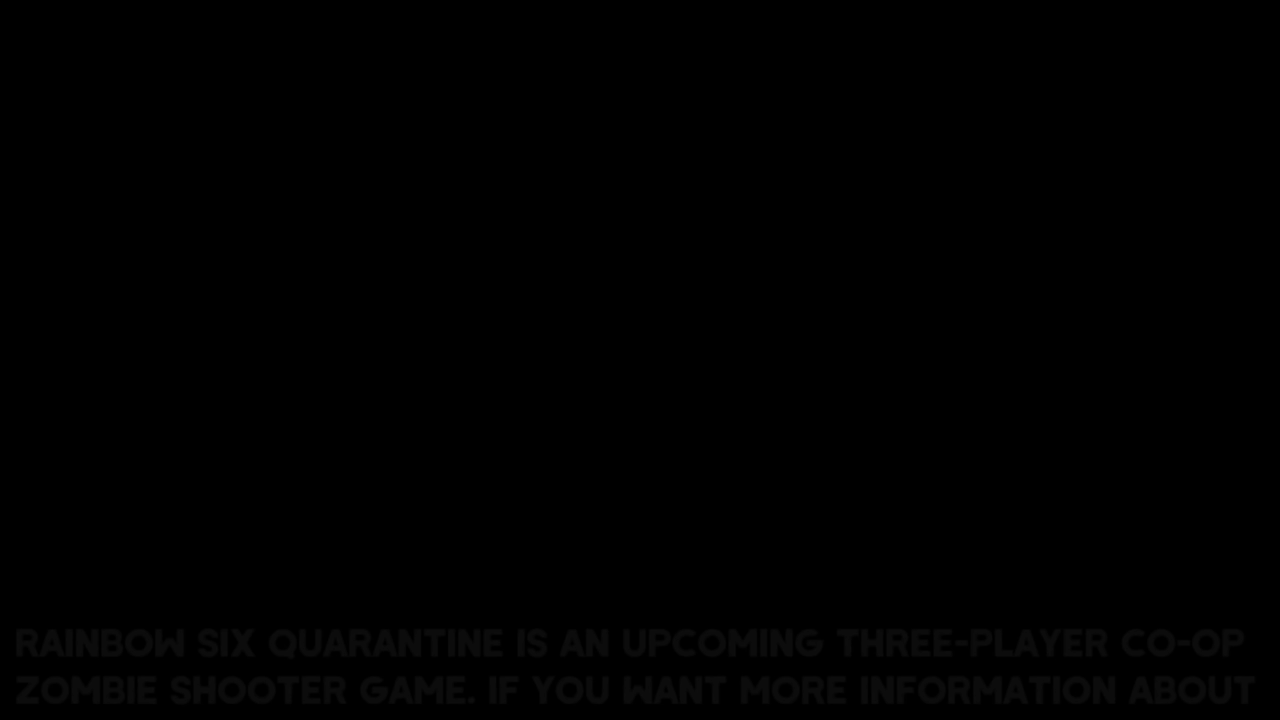 RAINBOW SIX QUARANTINE IS AN UPCOMING THREE-PLAYER CO-OP
ZOMBIE SHOOTER GAME. IF YOU WANT MORE INFORMATION ABOUT